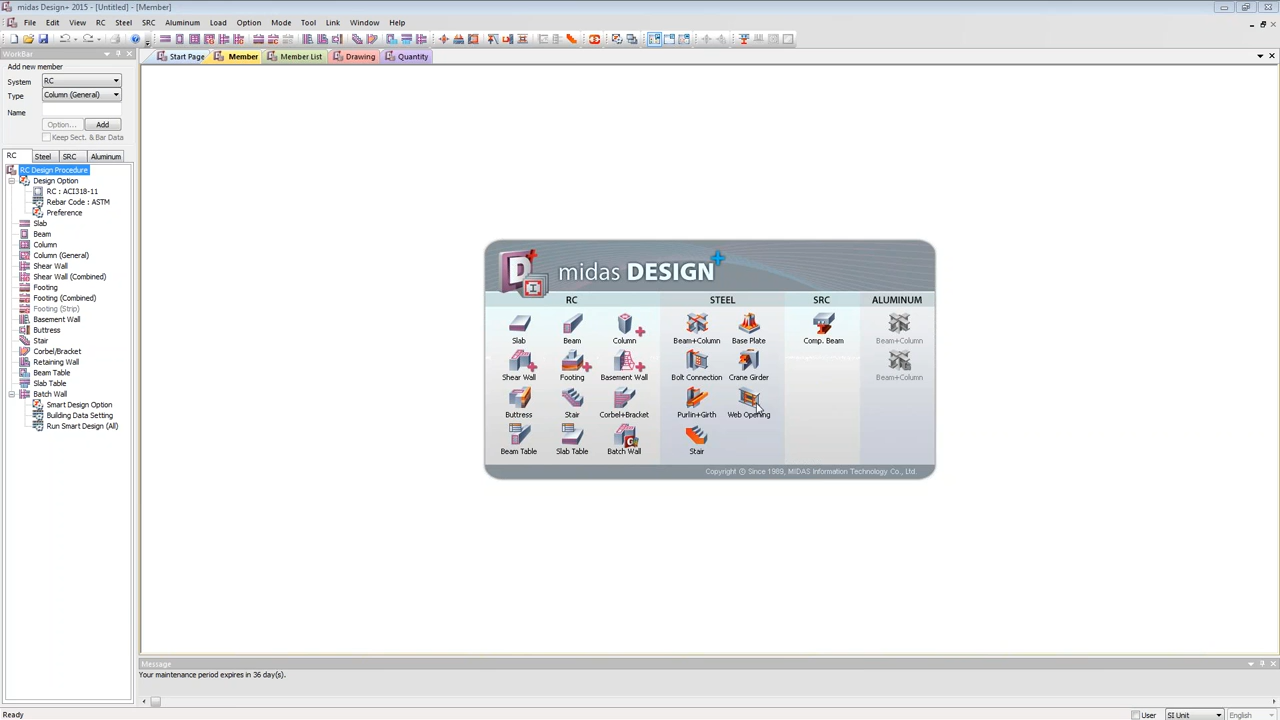 midas Design+ 2015 - [Untitled] - [Member]
File Edit View RC Steel SRC Aluminum Load Option Mode Tool Link Window Help
WorkBar
Start Page Member Member List Drawing Quantity
Add new member
System RC
Type Column (General)
Name
Option... Add
Keep Sect. & Bar Data
RC Steel SRC Aluminum
RC Design Procedure
Design Option
RC : ACI318-11
Rebar Code : ASTM
Preference
Slab
Beam
Column
Column (General)
Shear Wall
Shear Wall (Combined)
Footing
Footing (Combined)
Footing (Strip)
Basement Wall
Buttress
Stair
Corbel/Bracket
Retaining Wall
Beam Table
Slab Table
Batch Wall
Smart Design Option
Building Data Setting
Run Smart Design (All)
midas DESIGN+
RC STEEL SRC ALUMINUM
Slab Beam Column Beam+Column Base Plate Comp. Beam Beam+Column
Shear Wall Footing Basement Wall Bolt Connection Crane Girder Beam+Column
Buttress Stair Corbel+Bracket Purlin+Girth Web Opening
Beam Table Slab Table Batch Wall Stair
Copyright © Since 1989, MIDAS Information Technology Co., Ltd.
Message
Your maintenance period expires in 36 day(s).
Ready User SI Unit English